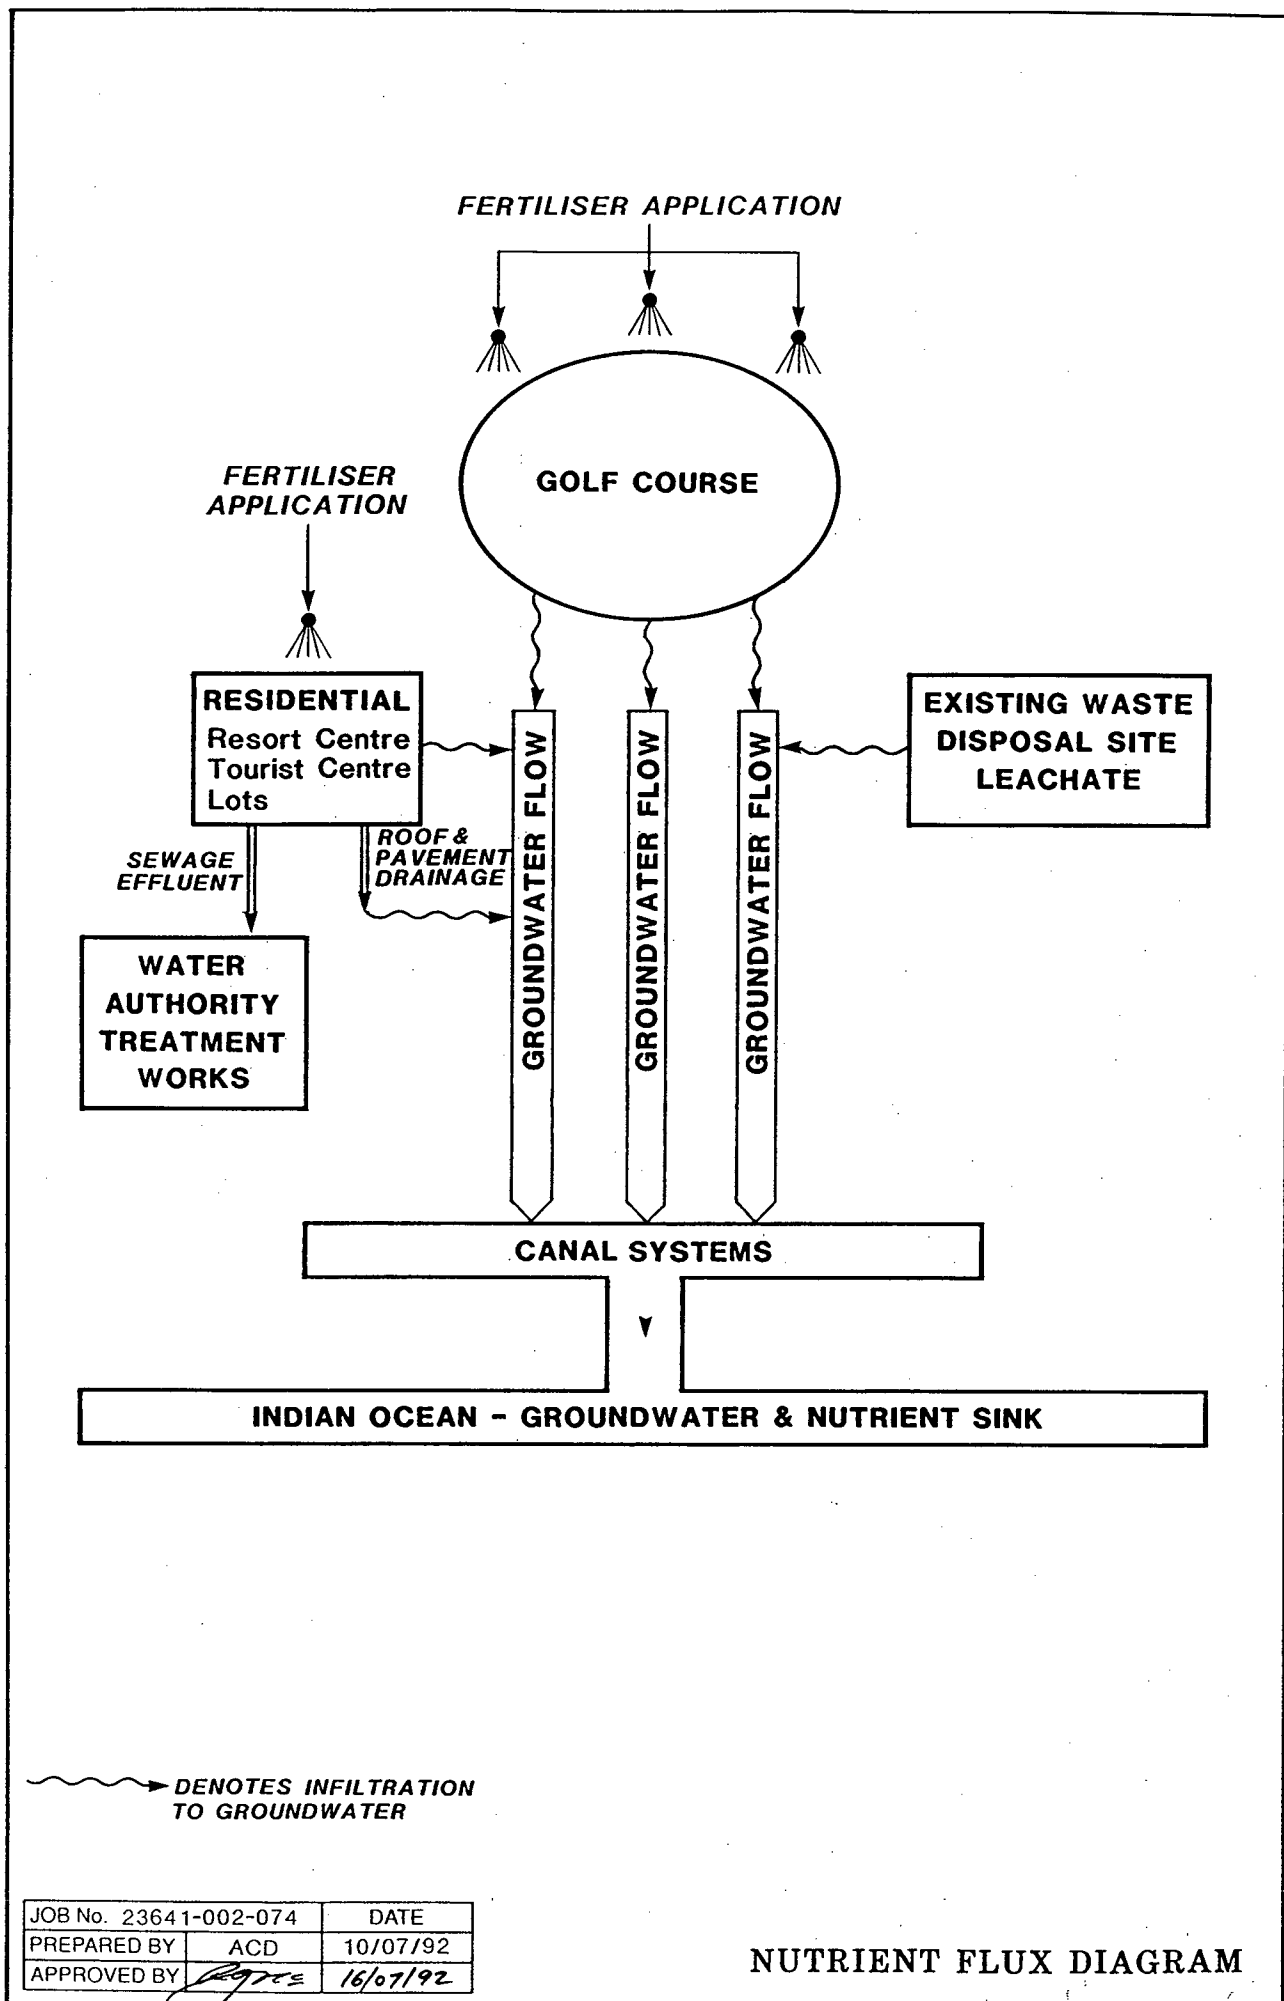 FERTILISER APPLICATION
GOLF COURSE
FERTILISER
APPLICATION
RESIDENTIAL
Resort Centre
Tourist Centre
Lots
EXISTING WASTE
DISPOSAL SITE
LEACHATE
GROUNDWATER FLOW
GROUNDWATER FLOW
GROUNDWATER FLOW
SEWAGE
EFFLUENT
ROOF &
PAVEMENT
DRAINAGE
WATER
AUTHORITY
TREATMENT
WORKS
CANAL SYSTEMS
INDIAN OCEAN - GROUNDWATER & NUTRIENT SINK
DENOTES INFILTRATION
TO GROUNDWATER
JOB No. 23641-002-074 DATE
PREPARED BY ACD 10/07/92
APPROVED BY 16/07/92
NUTRIENT FLUX DIAGRAM